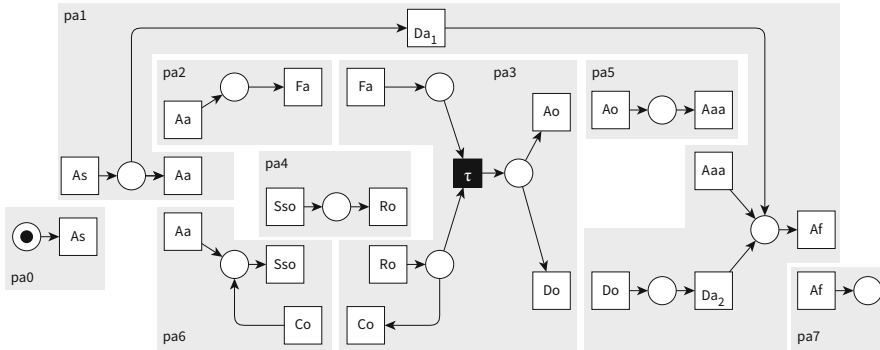 pa1
Da1
pa2
Fa
Aa
Fa
pa3
Ao
pa5
Ao
Aaa
As
Aa
pa4
Sso
Ro
τ
Aaa
As
pa0
Aa
Sso
Co
pa6
Ro
Co
Do
Do
Da2
Af
Af
pa7